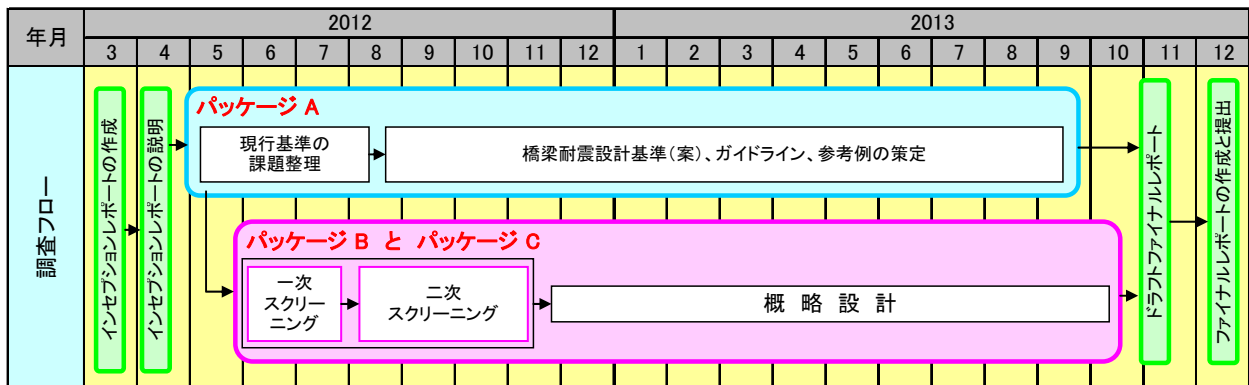 年月
2012
2013
3 4 5 6 7 8 9 10 11 12 1 2 3 4 5 6 7 8 9 10 11 12
調査フロー
インセプションレポートの作成
インセプションレポートの説明
パッケージ A
現行基準の
課題整理
橋梁耐震設計基準(案)、ガイドライン、参考例の策定
パッケージ B と パッケージ C
一次
スクリー
ニング
二次
スクリーニング
概 略 設 計
ドラフトファイナルレポート
ファイナルレポートの作成と提出